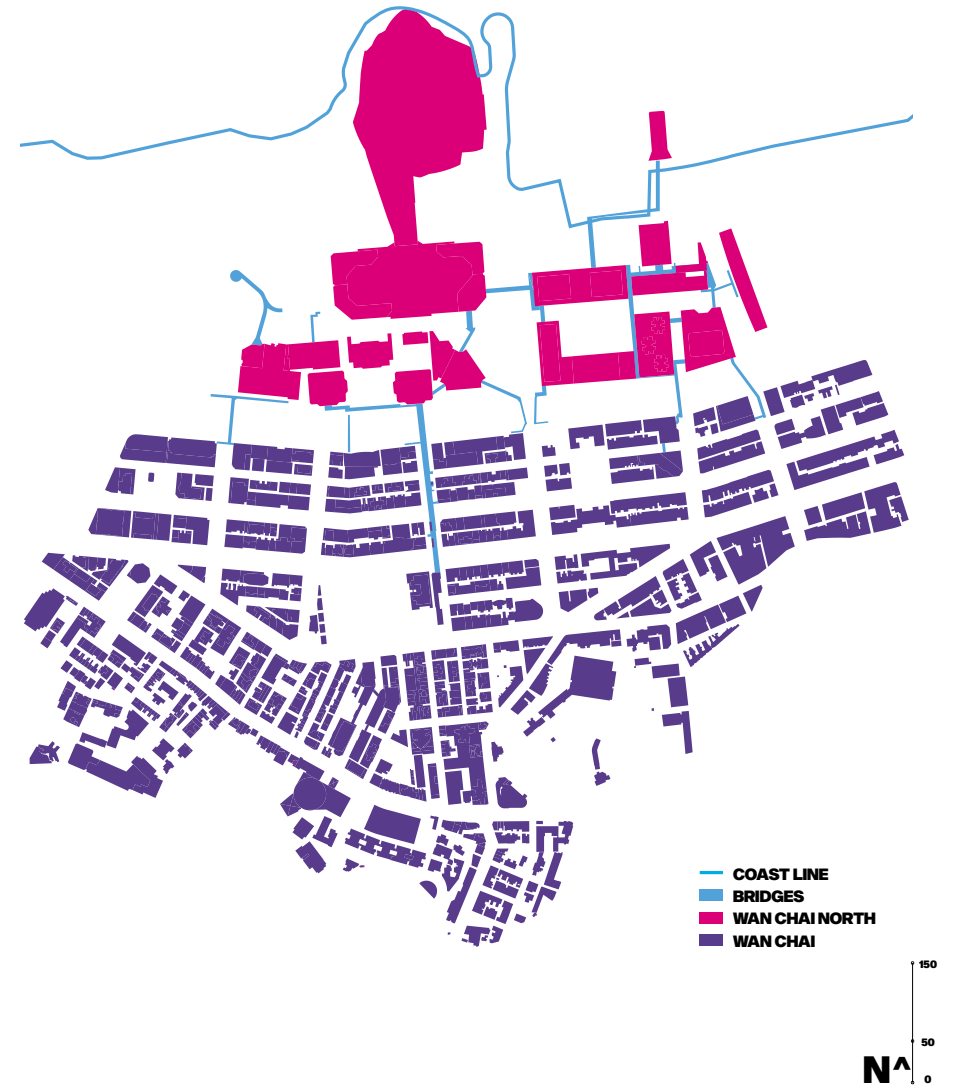 COAST LINE
BRIDGES
WAN CHAI NORTH
WAN CHAI
150
50
N^
0